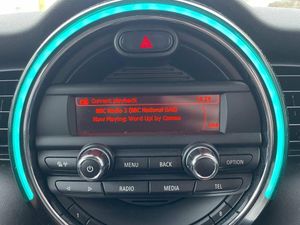 Current playback
BBC Radio 2 (BBC National DAB)
Now Playing: Word Up! by Cameo
MENU
BACK
OPTION
RADIO
MEDIA
TEL